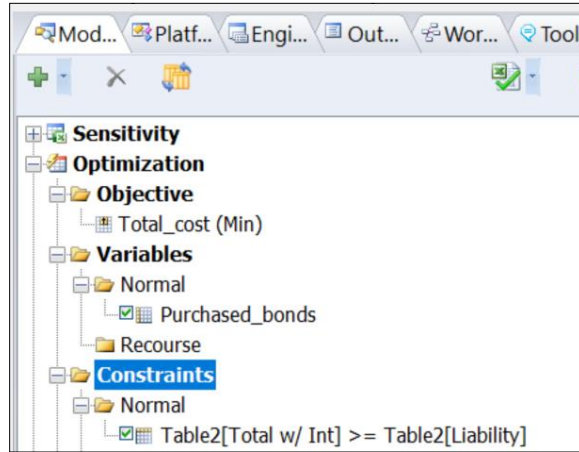 Mod... Platf... Engi... Out... Wor... Tool
Sensitivity
Optimization
Objective
Total_cost (Min)
Variables
Normal
Purchased_bonds
Recourse
Constraints
Normal
Table2[Total w/ Int] >= Table2[Liability]